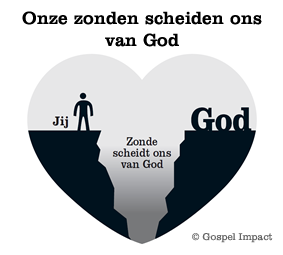 Onze zonden scheiden ons
van God
Jij
God
Zonde
scheidt ons
van God
© Gospel Impact